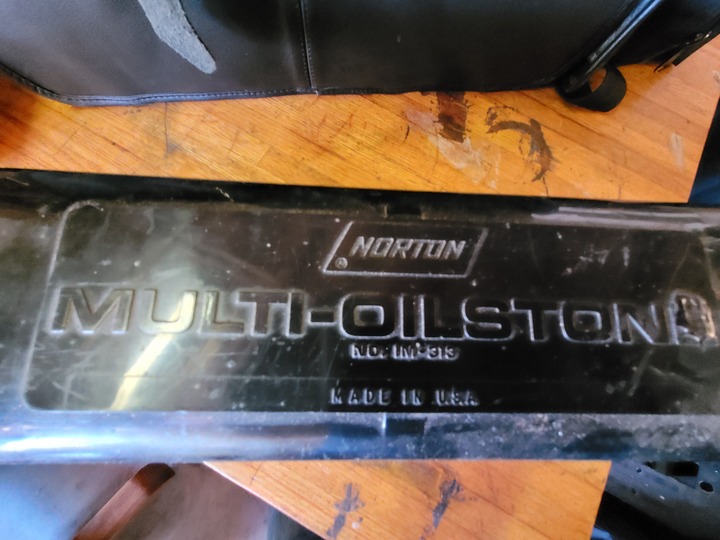 ® NORTON
MULTI-OILSTONE
NO. IM-313
MADE IN U.S.A